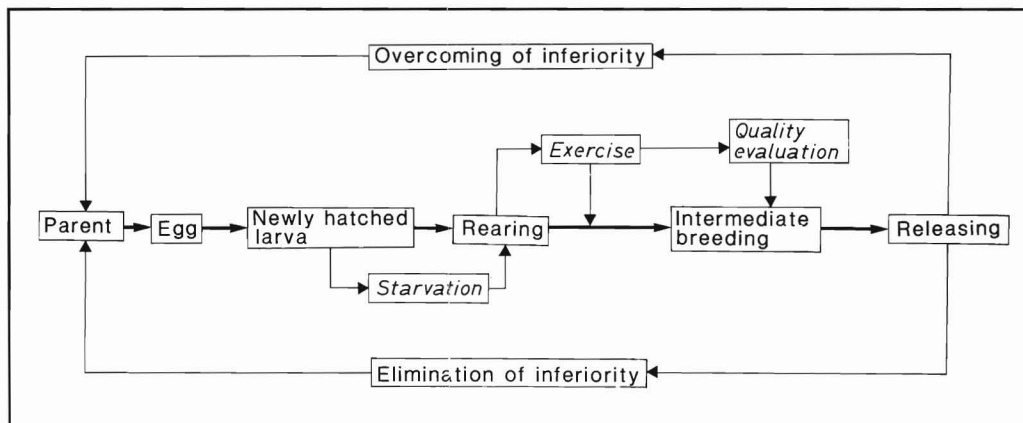 Overcoming of inferiority
Exercise
Quality
evaluation
Parent
Egg
Newly hatched
larva
Rearing
Intermediate
breeding
Releasing
Starvation
Elimination of inferiority